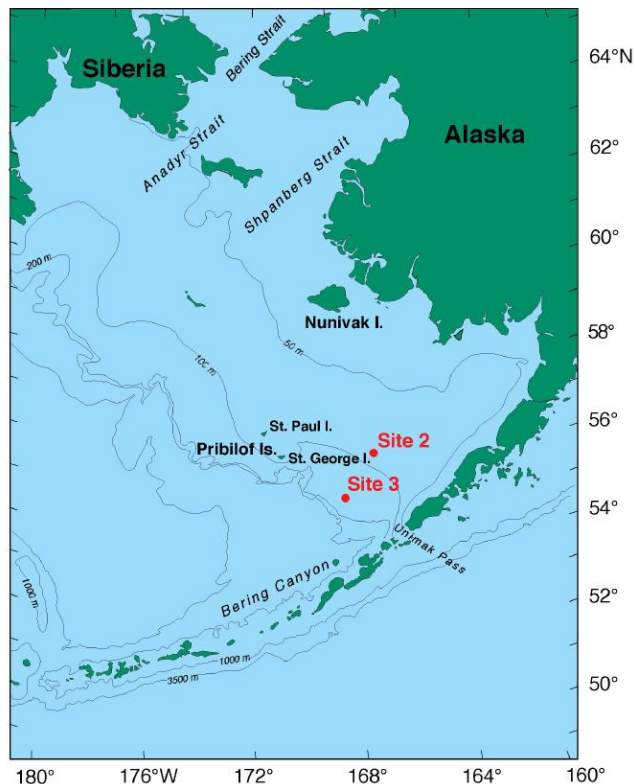 Bering Strait
64°N
Siberia
Alaska
Anadyr Strait
62°
Shpanberg Strait
60°
200 m.
Nunivak I.
50 m.
58°
100 m.
St. Paul I.
56°
Pribilof Is.
St. George I.
Site 2
Site 3
54°
Unimak Pass
1000 m.
Bering Canyon
52°
1000 m
3500 m
50°
180°
176°W
172°
168°
164°
160°